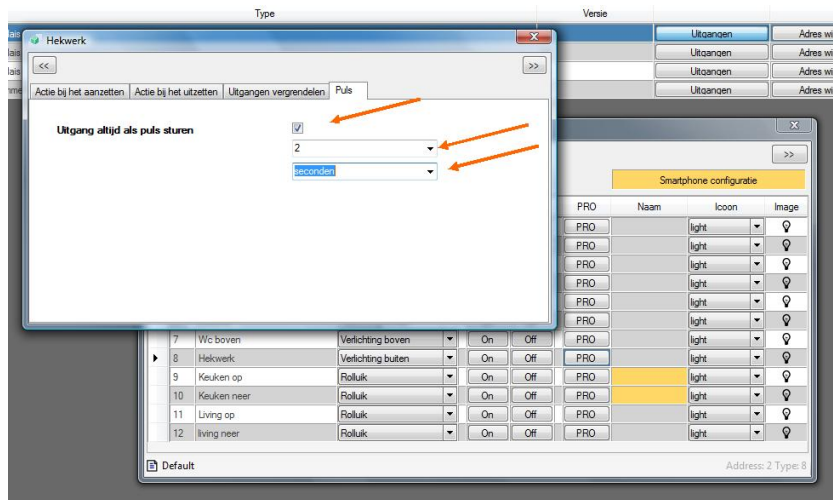 Type Versie
Uitgangen Adres wi
Uitgangen Adres wi
Uitgangen Adres wi
Uitgangen Adres wi
Hekwerk
<< >>
Actie bij het aanzetten Actie bij het uitzetten Uitgangen vergrendelen Puls
Uitgang altijd als puls sturen
2
seconden
>>
Smartphone configuratie
PRO Naam Icoon Image
PRO light
PRO light
PRO light
PRO light
PRO light
PRO light
7 Wc boven Verlichting boven On Off PRO light
8 Hekwerk Verlichting buiten On Off PRO light
9 Keuken op Rolluik On Off PRO light
10 Keuken neer Rolluik On Off PRO light
11 Living op Rolluik On Off PRO light
12 living neer Rolluik On Off PRO light
Default Address: 2 Type: 8